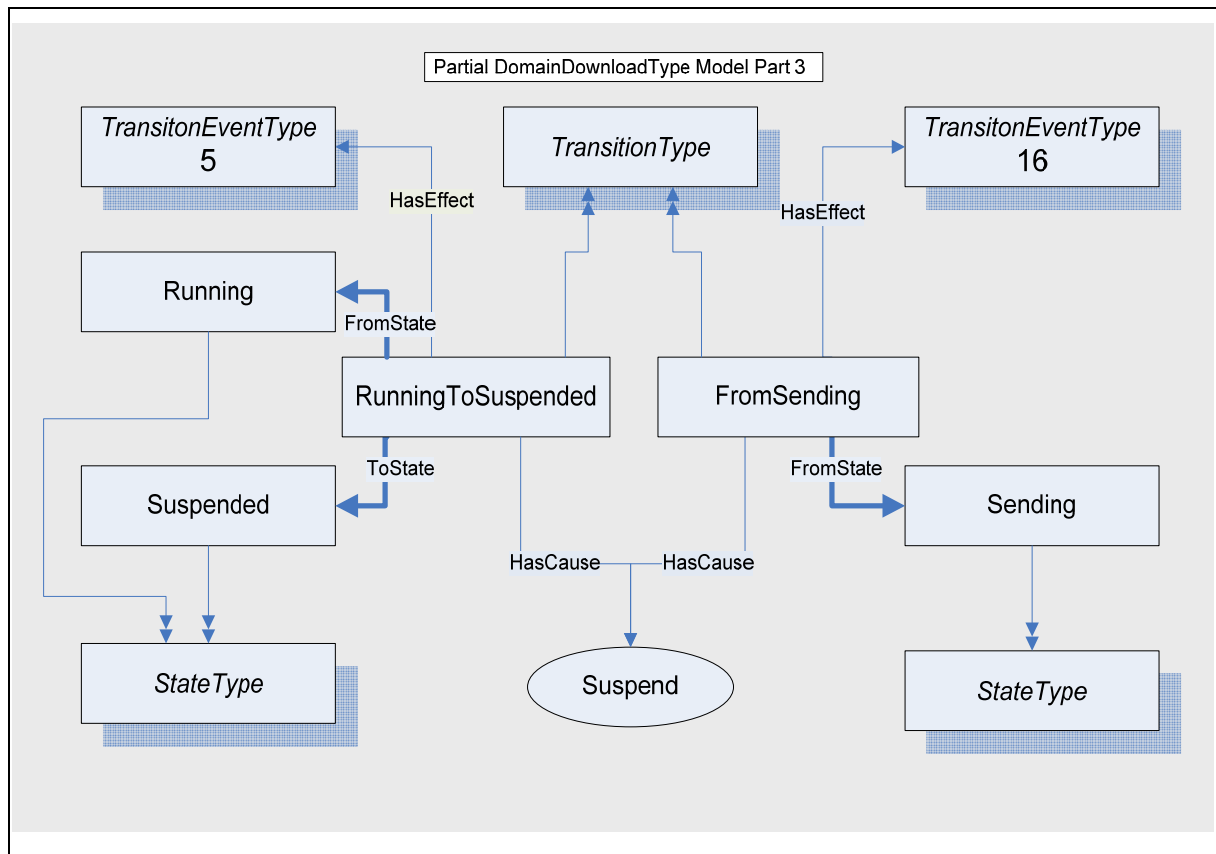 Partial DomainDownloadType Model Part 3
TransitonEventType
5
TransitionType
TransitonEventType
16
HasEffect
HasEffect
Running
FromState
RunningToSuspended
FromSending
ToState
FromState
Suspended
Sending
HasCause
HasCause
StateType
Suspend
StateType